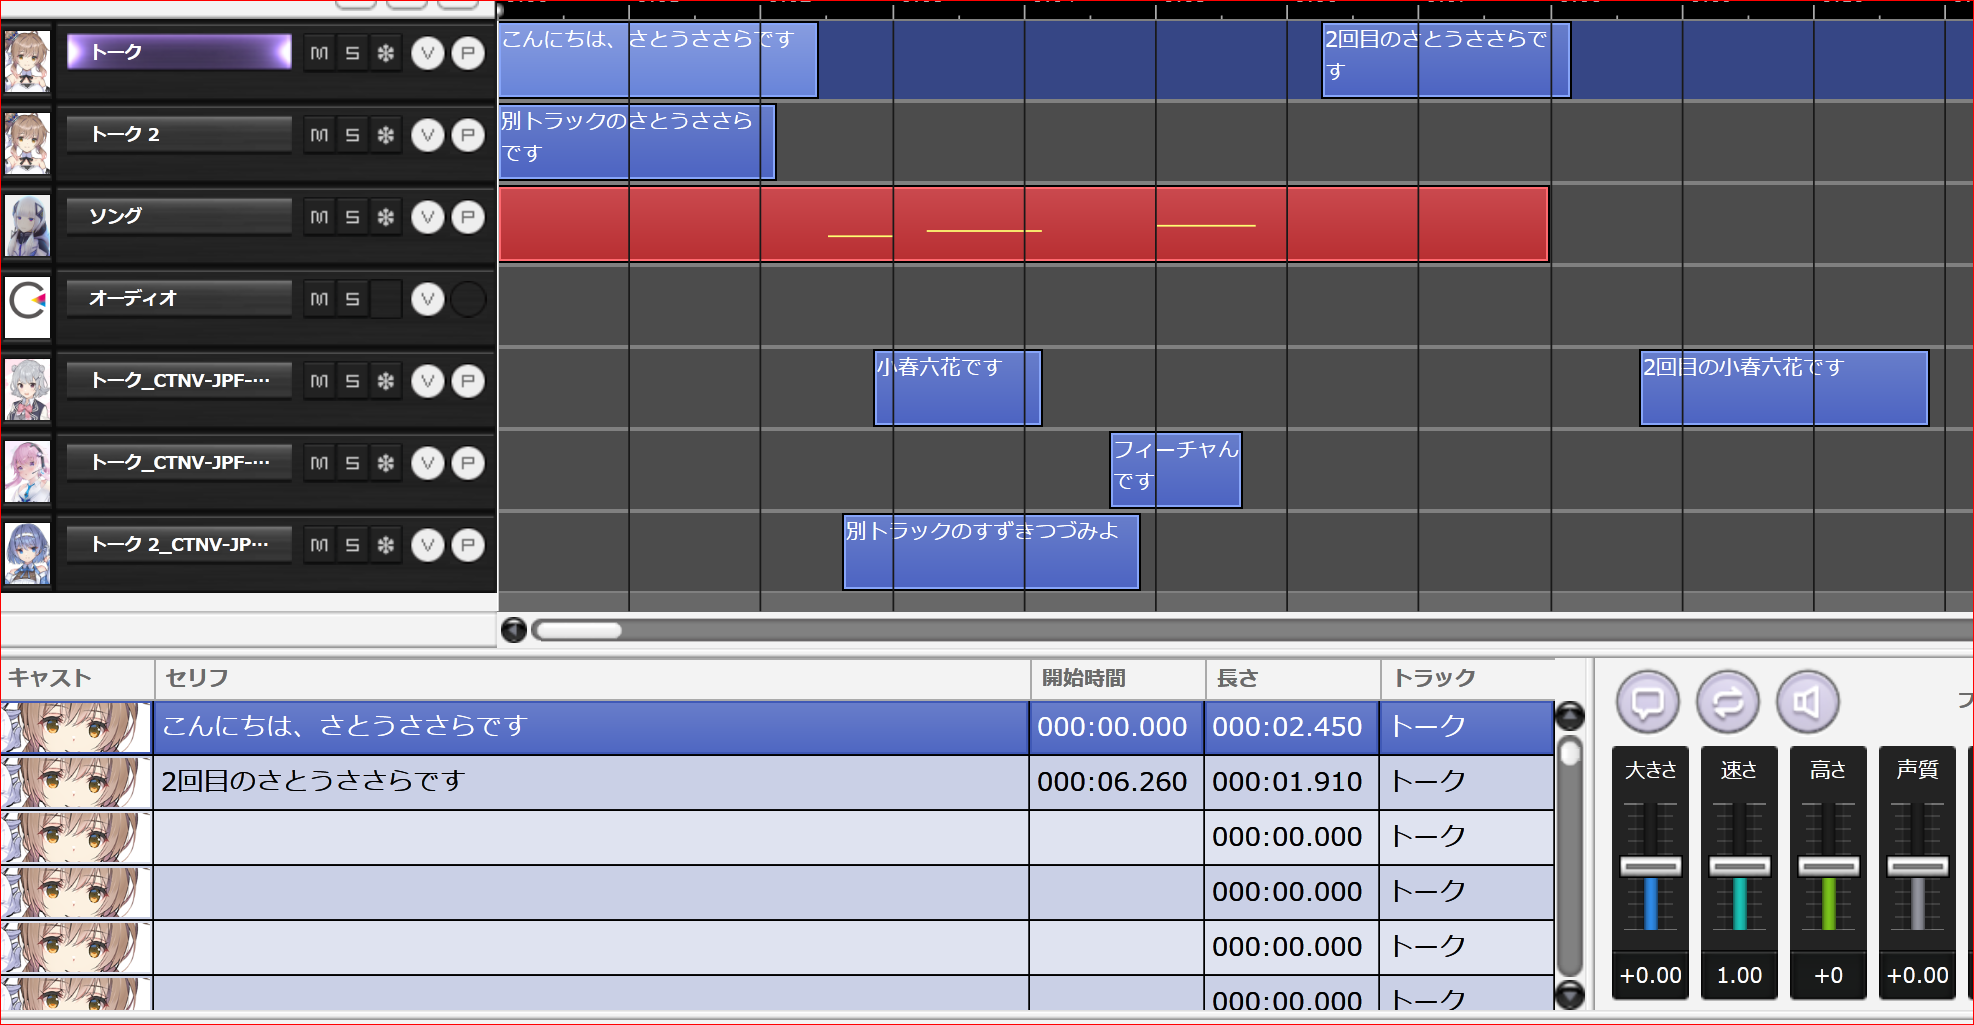 トーク
M S V P
こんにちは、さとうささらです
2回目のさとうささらで
す
トーク 2
M S V P
別トラックのさとうささら
です
ソング
M S V P
オーディオ
M S V
トーク_CTNV-JPF-…
M S V P
小春六花です
2回目の小春六花です
トーク_CTNV-JPF-…
M S V P
フィーチャん
です
トーク 2_CTNV-JP…
M S V P
別トラックのすずきつづみよ
キャスト セリフ 開始時間 長さ トラック
こんにちは、さとうささらです 000:00.000 000:02.450 トーク
2回目のさとうささらです 000:06.260 000:01.910 トーク
000:00.000 トーク
000:00.000 トーク
000:00.000 トーク
000:00.000 トーク
大きさ 速さ 高さ 声質
+0.00 1.00 +0 +0.00